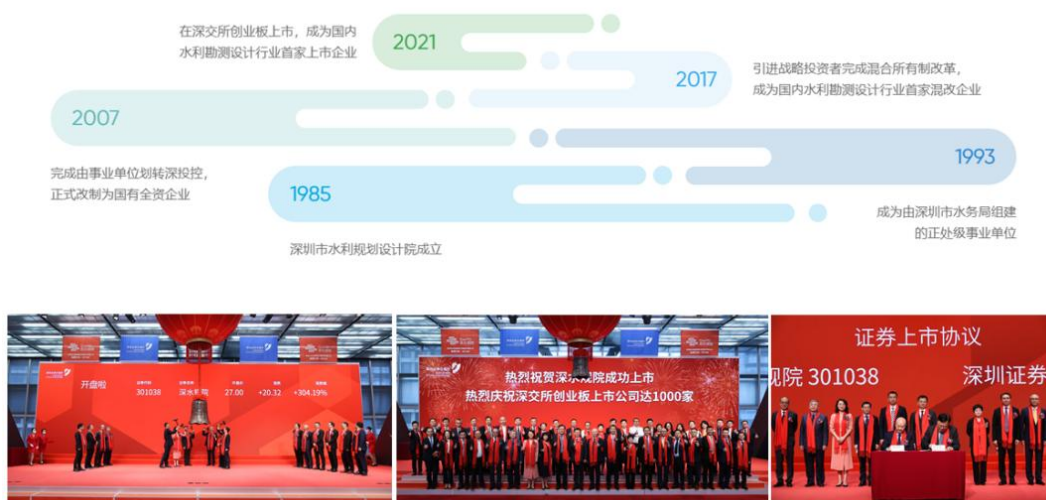 在深交所创业板上市，成为国内
水利勘测设计行业首家上市企业
2021
2017
引进战略投资者完成混合所有制改革，
成为国内水利勘测设计行业首家混改企业
2007
完成由事业单位划转深投控，
正式改制为国有全资企业
1993
成为由深圳市水务局组建
的正处级事业单位
1985
深圳市水利规划设计院成立
开盘啦
301038
深水规院
27.00
+20.32
+304.19%
热烈祝贺深水规院成功上市
热烈庆祝深交所创业板上市公司达1000家
证券上市协议
规院 301038
深圳证券